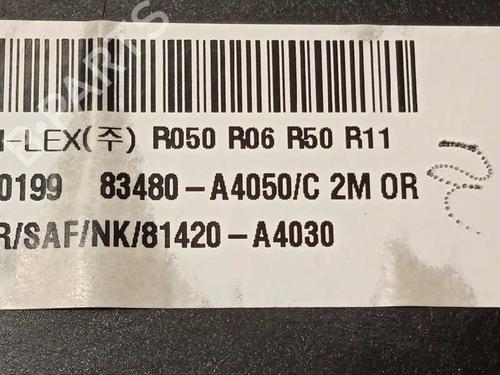 I-LEX(주) R050 R06 R50 R11
0199 83480-A4050/C 2M OR
R/SAF/NK/81420-A4030